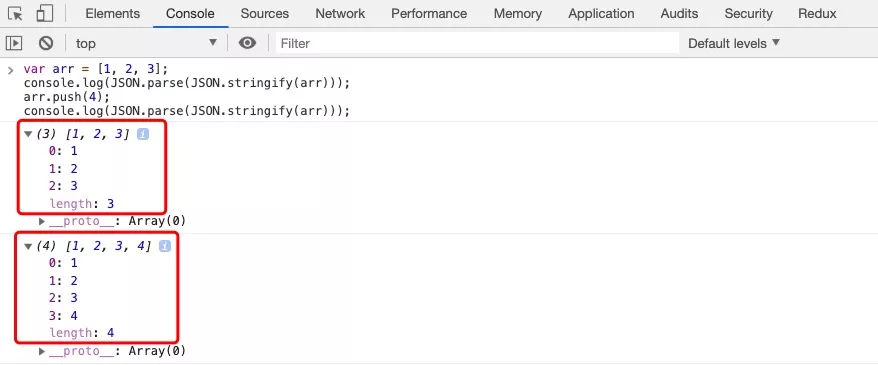 Elements Console Sources Network Performance Memory Application Audits Security Redux
top Filter Default levels
var arr = [1, 2, 3];
console.log(JSON.parse(JSON.stringify(arr)));
arr.push(4);
console.log(JSON.parse(JSON.stringify(arr)));
(3) [1, 2, 3] i
0: 1
1: 2
2: 3
length: 3
__proto__: Array(0)
(4) [1, 2, 3, 4] i
0: 1
1: 2
2: 3
3: 4
length: 4
__proto__: Array(0)